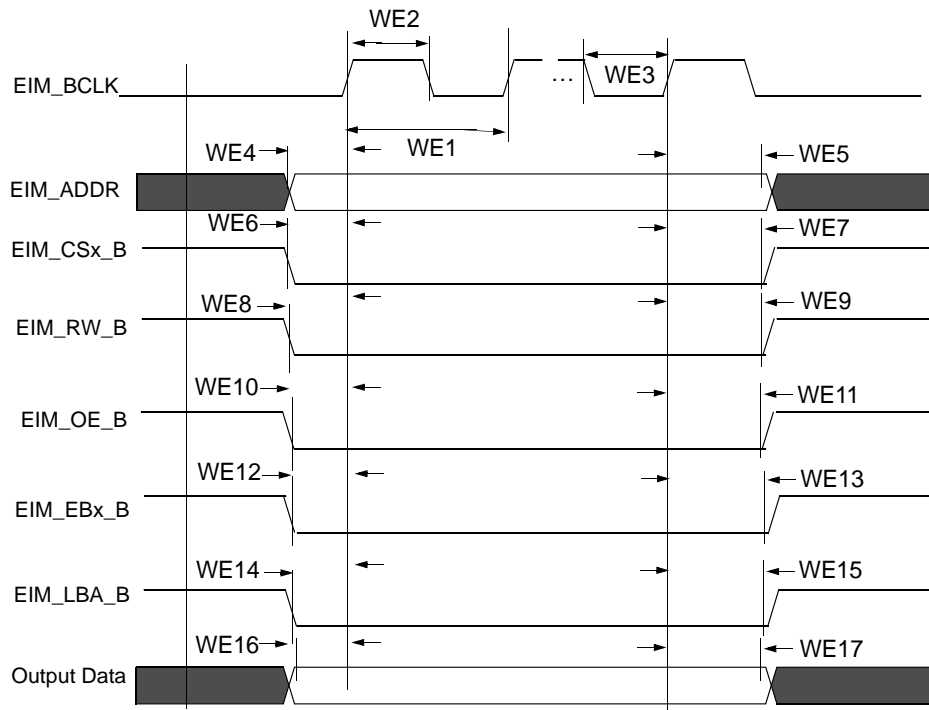 WE2
EIM_BCLK
...
WE3
WE1
WE4
WE5
EIM_ADDR
WE6
WE7
EIM_CSx_B
WE8
WE9
EIM_RW_B
WE10
WE11
EIM_OE_B
WE12
WE13
EIM_EBx_B
WE14
WE15
EIM_LBA_B
WE16
WE17
Output Data